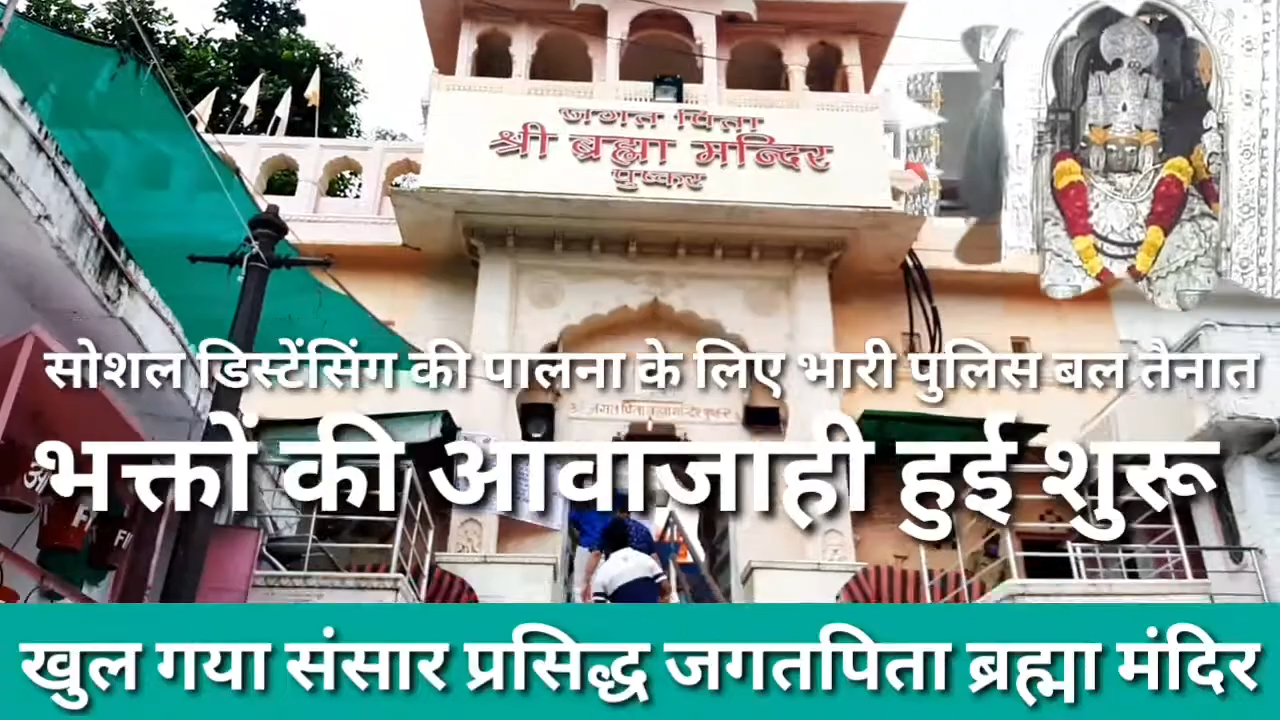 जगत पिता
श्री ब्रह्मा मन्दिर
पुष्कर
सोशल डिस्टेंसिंग की पालना के लिए भारी पुलिस बल तैनात
भक्तों की आवाजाही हुई शुरू
खुल गया संसार प्रसिद्ध जगतपिता ब्रह्मा मंदिर